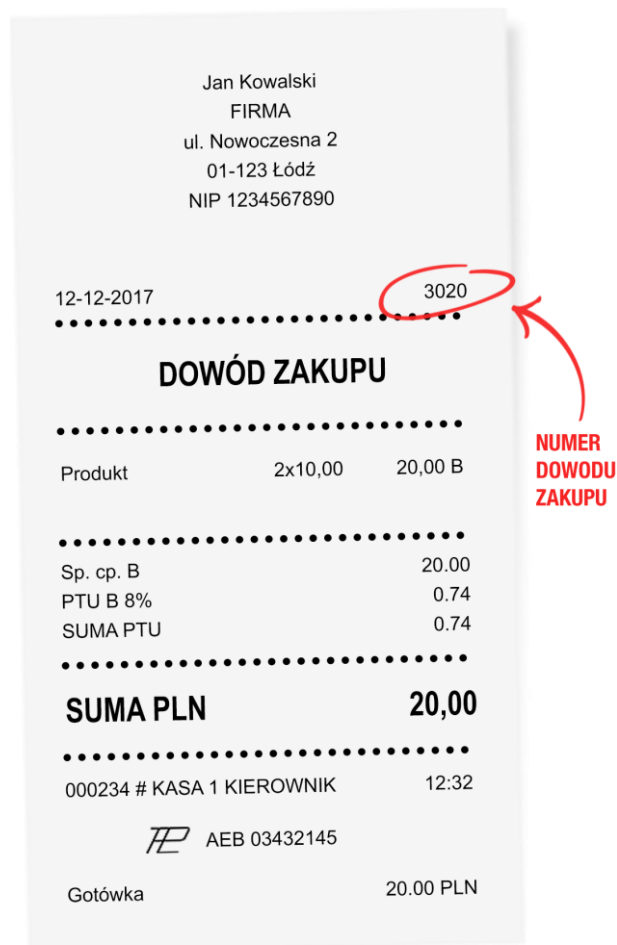 Jan Kowalski
FIRMA
ul. Nowoczesna 2
01-123 Łódź
NIP 1234567890
12-12-2017 3020
DOWÓD ZAKUPU
NUMER
DOWODU
ZAKUPU
Produkt 2x10,00 20,00 B
Sp. cp. B 20.00
PTU B 8% 0.74
SUMA PTU 0.74
SUMA PLN 20,00
000234 # KASA 1 KIEROWNIK 12:32
AEB 03432145
Gotówka 20.00 PLN